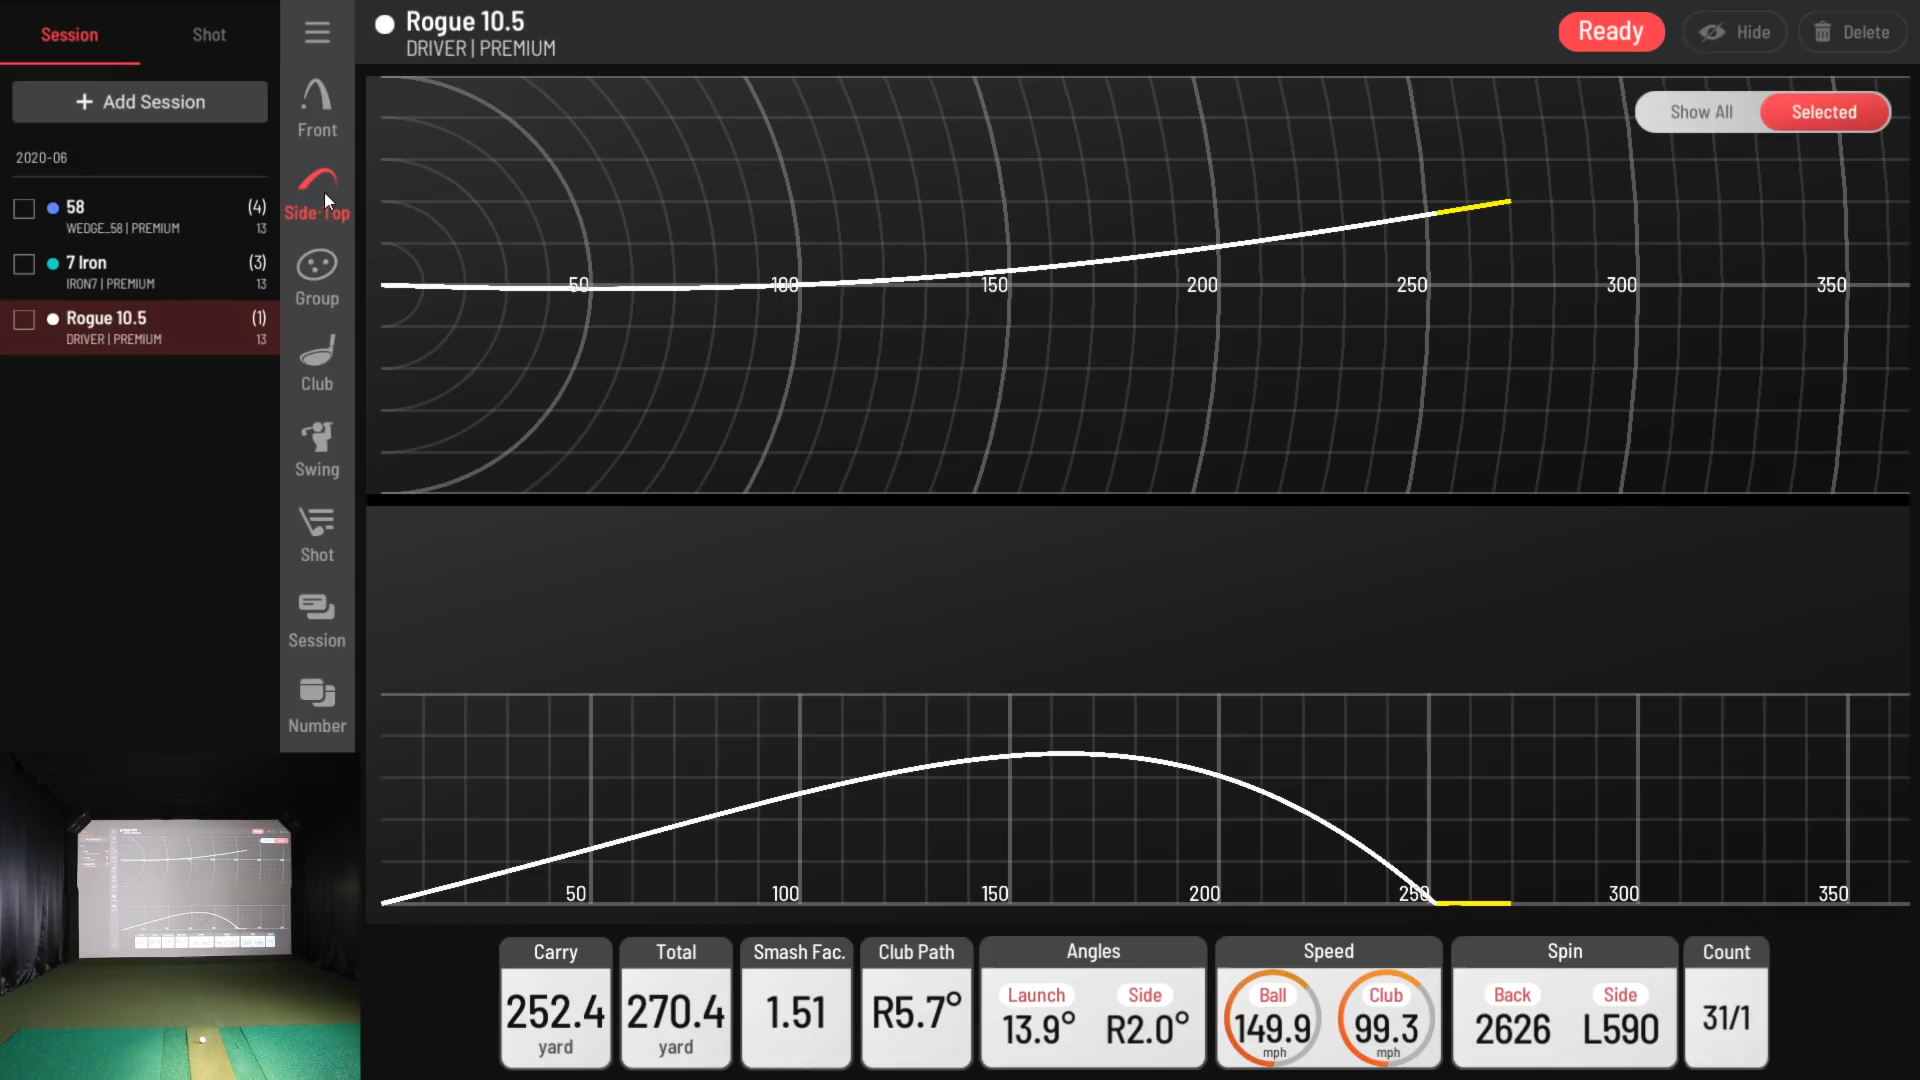 Session
Shot
+ Add Session
2020-06
58 (4)
WEDGE_58 | PREMIUM 13
7 Iron (3)
IRON7 | PREMIUM 13
Rogue 10.5 (1)
DRIVER | PREMIUM 13
Front
Side·Top
Group
Club
Swing
Shot
Session
Number
Rogue 10.5
DRIVER | PREMIUM
Ready
Hide
Delete
Show All
Selected
50 100 150 200 250 300 350
50 100 150 200 250 300 350
Carry
252.4
yard
Total
270.4
yard
Smash Fac.
1.51
Club Path
R5.7°
Angles
Launch
13.9°
Side
R2.0°
Speed
Ball
149.9
mph
Club
99.3
mph
Spin
Back
2626
Side
L590
Count
31/1